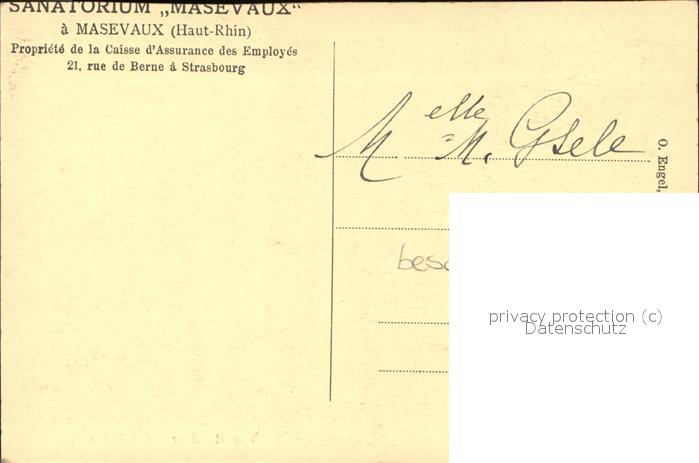 SANATORIUM „MASEVAUX“
à MASEVAUX (Haut-Rhin)
Propriété de la Caisse d'Assurance des Employés
21, rue de Berne à Strasbourg
Melle M. Gsele
O. Engel,
privacy protection (c)
Datenschutz